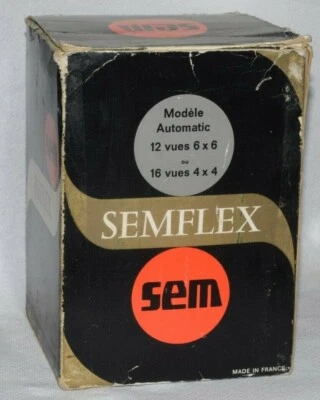 Modèle
Automatic
12 vues 6 x 6
ou
16 vues 4 x 4
SEMFLEX
sem
MADE IN FRANCE